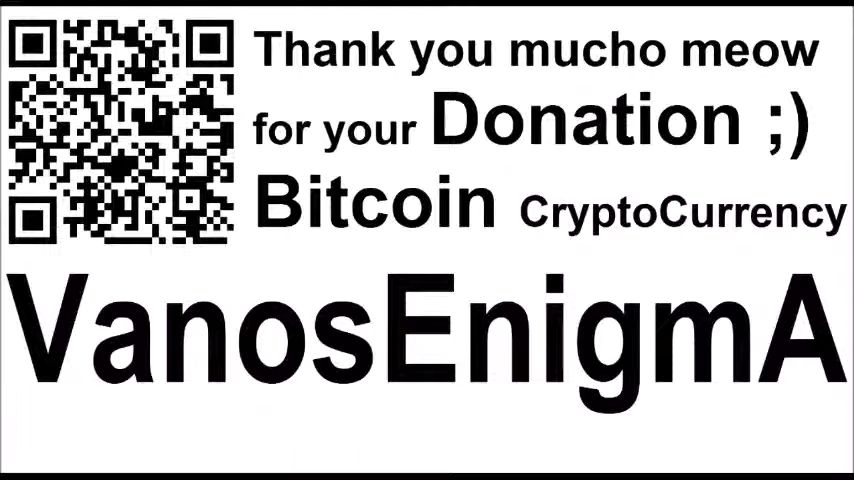 Thank you mucho meow
for your Donation ;)
Bitcoin CryptoCurrency
VanosEnigmA